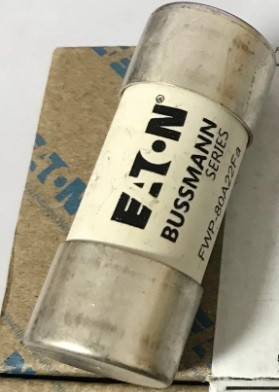 EATON®
BUSSMANN
SERIES
FWP-80A22Fa